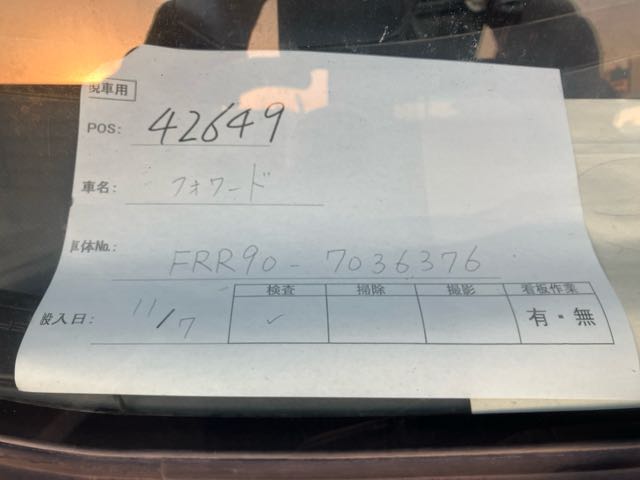 現車用
POS: 42649
車名: フォワード
車体No.: FRR90-7036376
搬入日: 11/7
検査 掃除 撮影 看板作業
✓ 有・無